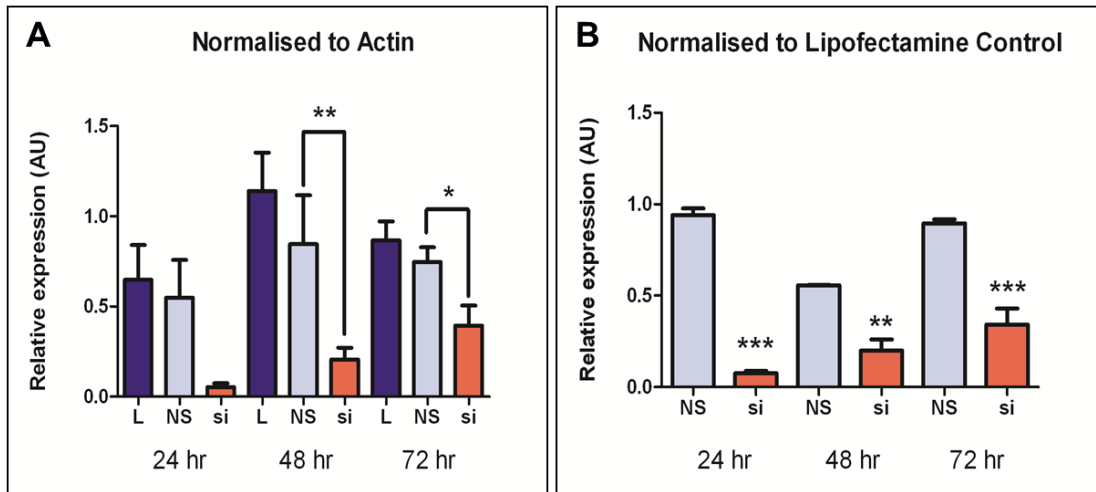 A
Normalised to Actin
Relative expression (AU)
1.5
1.0
0.5
0.0
**
*
L NS si L NS si L NS si
24 hr 48 hr 72 hr
B
Normalised to Lipofectamine Control
Relative expression (AU)
1.5
1.0
0.5
0.0
*** ** ***
NS si NS si NS si
24 hr 48 hr 72 hr